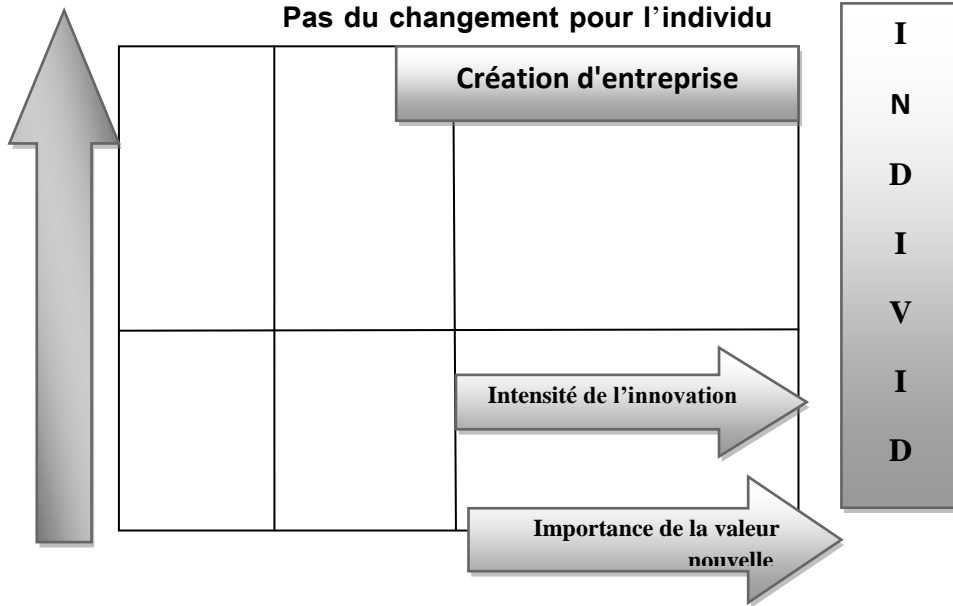 Pas du changement pour l’individu
Création d'entreprise
Intensité de l’innovation
Importance de la valeur
nouvelle
I
N
D
I
V
I
D